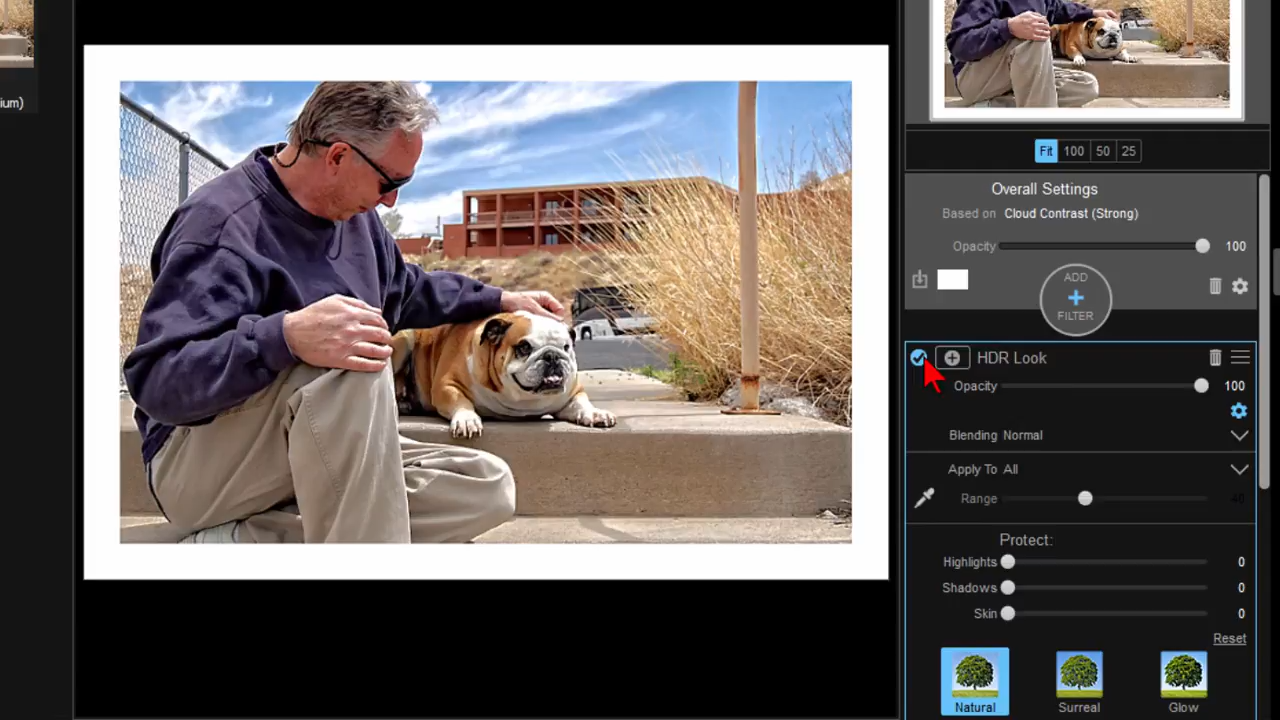 ium)
Fit 100 50 25
Overall Settings
Based on Cloud Contrast (Strong)
Opacity 100
ADD
FILTER
HDR Look
Opacity 100
Blending Normal
Apply To All
Range 40
Protect:
Highlights 0
Shadows 0
Skin 0
Reset
Natural Surreal Glow